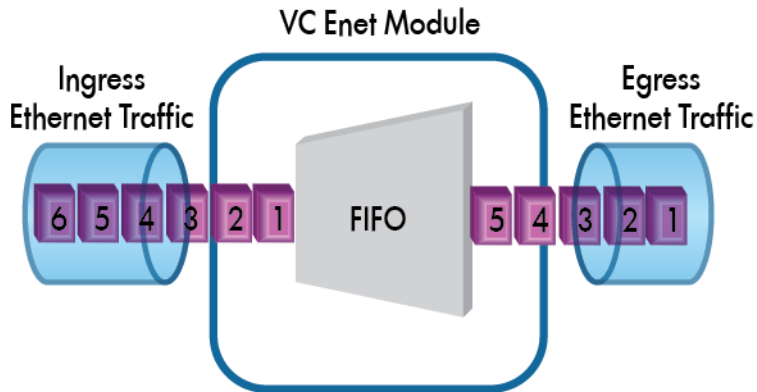 VC Enet Module
Ingress
Ethernet Traffic
Egress
Ethernet Traffic
6 5 4 3 2 1
FIFO
5 4 3 2 1